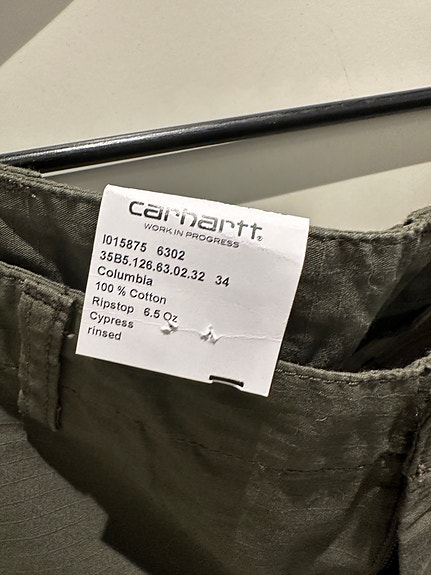 carhartt®
WORK IN PROGRESS
I015875 6302
35B5.126.63.02.32 34
Columbia
100 % Cotton
Ripstop 6.5 Oz
Cypress
rinsed